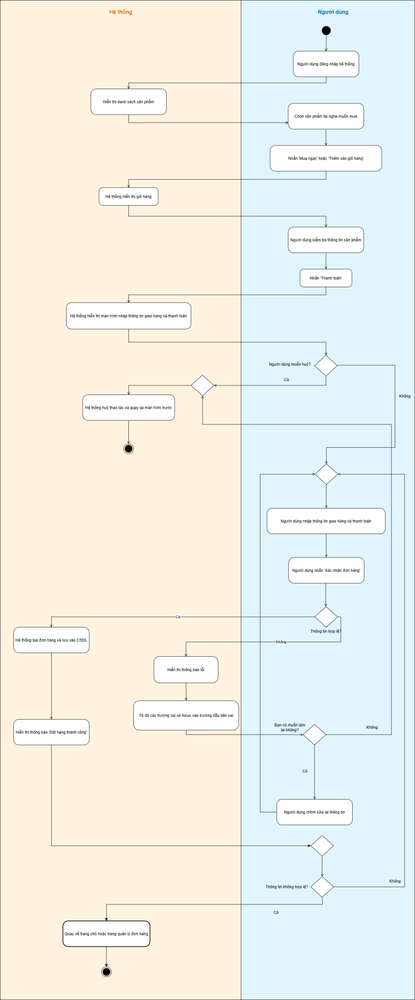 Hệ thống
Người dùng
Người dùng đăng nhập hệ thống
Hiển thị danh sách sản phẩm
Chọn sản phẩm tai nghe muốn mua
Nhấn 'Mua ngay' hoặc 'Thêm vào giỏ hàng'
Hệ thống hiển thị giỏ hàng
Người dùng kiểm tra thông tin sản phẩm
Nhấn 'Thanh toán'
Hệ thống hiển thị màn hình nhập thông tin giao hàng và thanh toán
Người dùng muốn huỷ?
Có
Không
Hệ thống huỷ thao tác và quay lại màn hình trước
Người dùng nhập thông tin giao hàng và thanh toán
Người dùng nhấn 'Xác nhận đơn hàng'
Có
Thông tin hợp lệ?
Hệ thống tạo đơn hàng và lưu vào CSDL
Không
Hiển thị thông báo lỗi
Tô đỏ các trường sai và focus vào trường đầu tiên sai
Bạn có muốn làm
lại không?
Không
Hiển thị thông báo 'Đặt hàng thành công'
Có
Người dùng chỉnh sửa lại thông tin
Không
Thông tin không hợp lệ?
Có
Quay về trang chủ hoặc trang quản lý đơn hàng